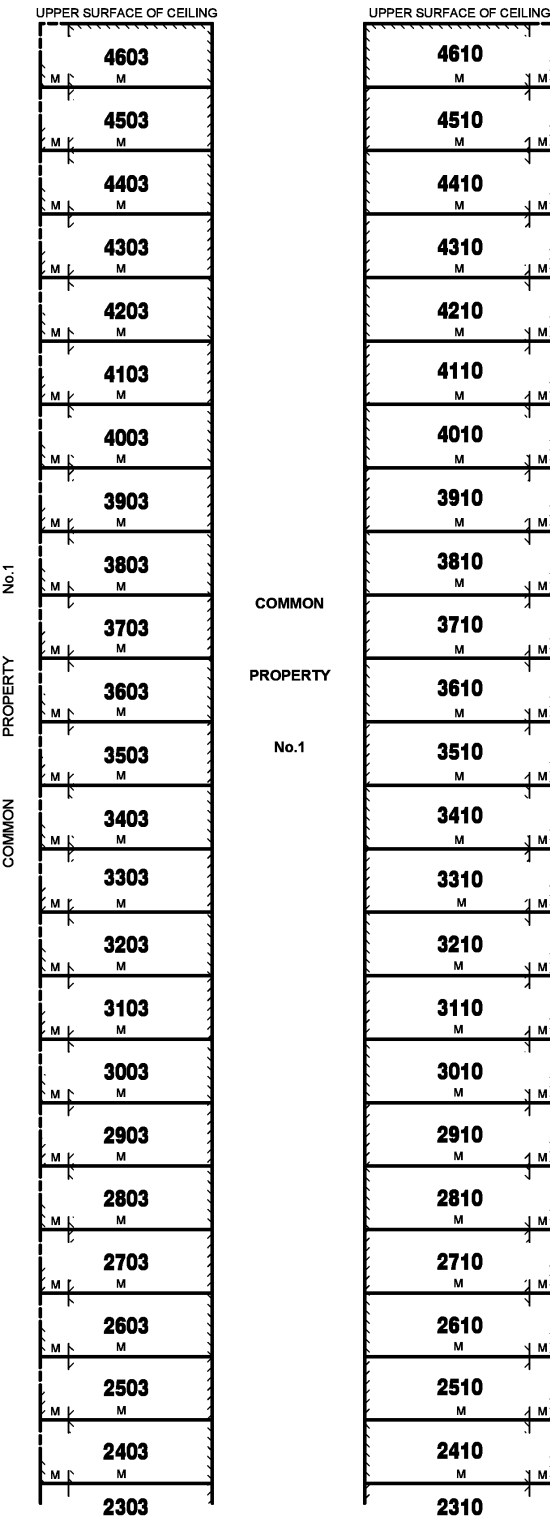 UPPER SURFACE OF CEILING UPPER SURFACE OF CEILING
4603 4610
M M M M
4503 4510
M M M M
4403 4410
M M M M
4303 4310
M M M M
4203 4210
M M M M
4103 4110
M M M M
4003 4010
M M M M
3903 3910
M M M M
3803 3810
M M M M
COMMON PROPERTY No.1
COMMON
PROPERTY
No.1
3703 3710
M M M M
3603 3610
M M M M
3503 3510
M M M M
3403 3410
M M M M
3303 3310
M M M M
3203 3210
M M M M
3103 3110
M M M M
3003 3010
M M M M
2903 2910
M M M M
2803 2810
M M M M
2703 2710
M M M M
2603 2610
M M M M
2503 2510
M M M M
2403 2410
M M M M
2303 2310